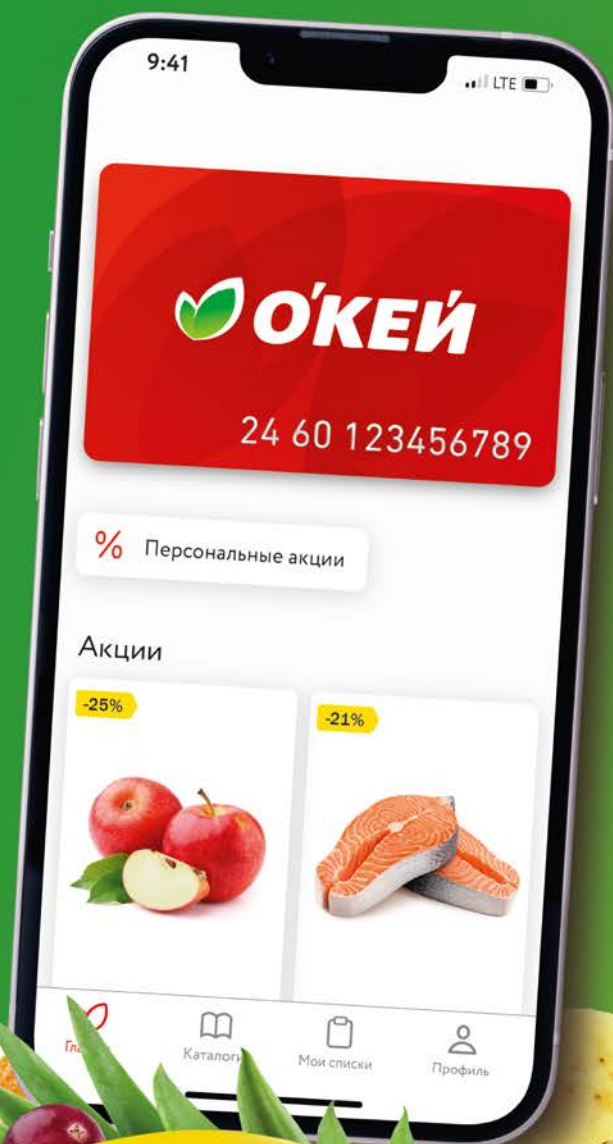 9:41
LTE
О'КЕЙ
24 60 123456789
% Персональные акции
Акции
-25%
-21%
Каталоги
Мои списки
Профиль